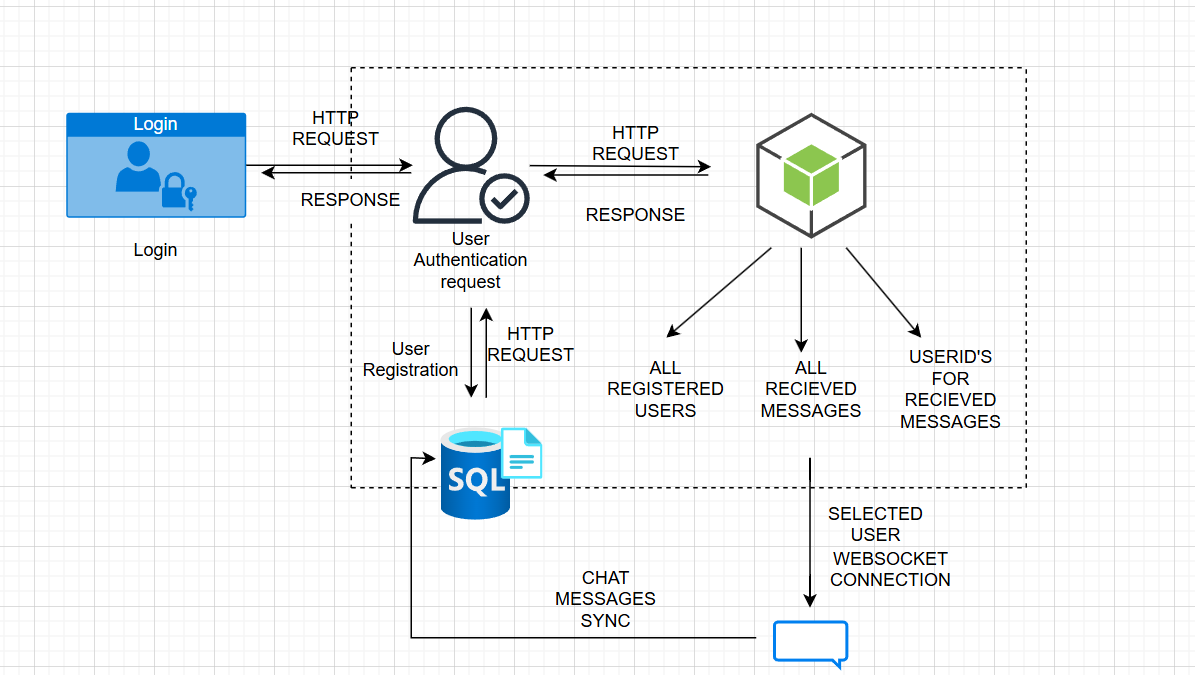 Login
HTTP
REQUEST
RESPONSE
Login
User
Authentication
request
HTTP
REQUEST
RESPONSE
User
Registration
HTTP
REQUEST
ALL
REGISTERED
USERS
ALL
RECIEVED
MESSAGES
USERID'S
FOR
RECIEVED
MESSAGES
SQL
SELECTED
USER
WEBSOCKET
CONNECTION
CHAT
MESSAGES
SYNC